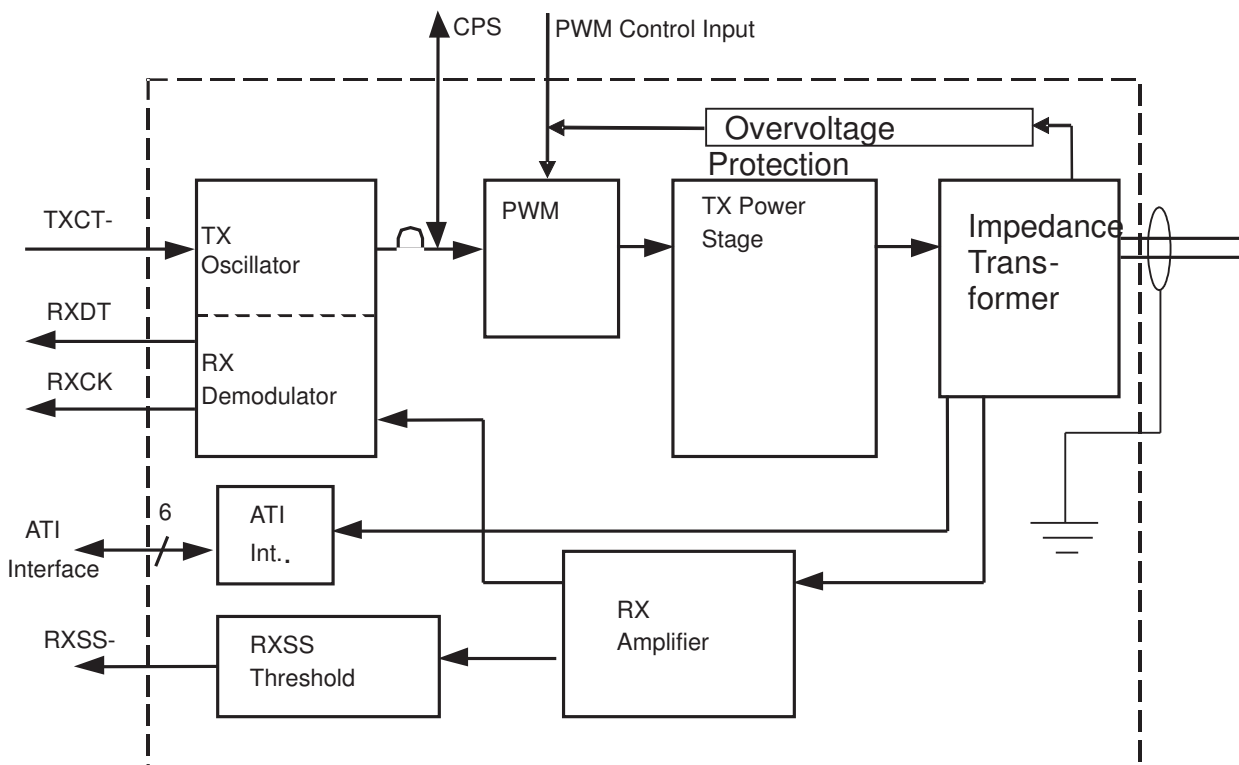 CPS
PWM Control Input
Overvoltage
Protection
TXCT-
TX
Oscillator
PWM
TX Power
Stage
Impedance
Trans-
former
RXDT
RX
Demodulator
RXCK
6
ATI
Interface
ATI
Int..
RX
Amplifier
RXSS-
RXSS
Threshold